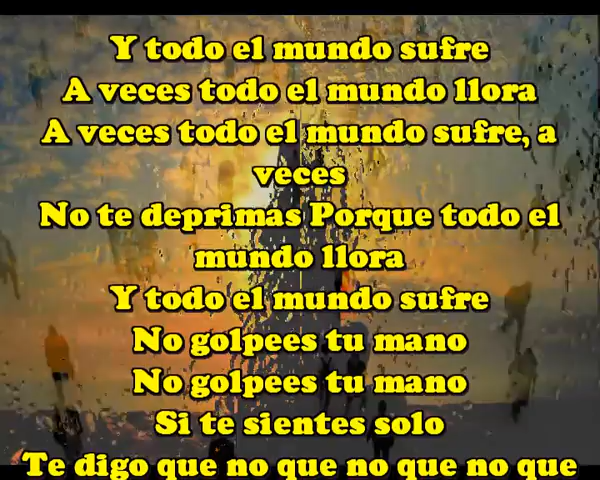 Y todo el mundo sufre
A veces todo el mundo llora
A veces todo el mundo sufre, a
veces
No te deprimas Porque todo el
mundo llora
Y todo el mundo sufre
No golpees tu mano
No golpees tu mano
Si te sientes solo
Te digo que no que no que no que